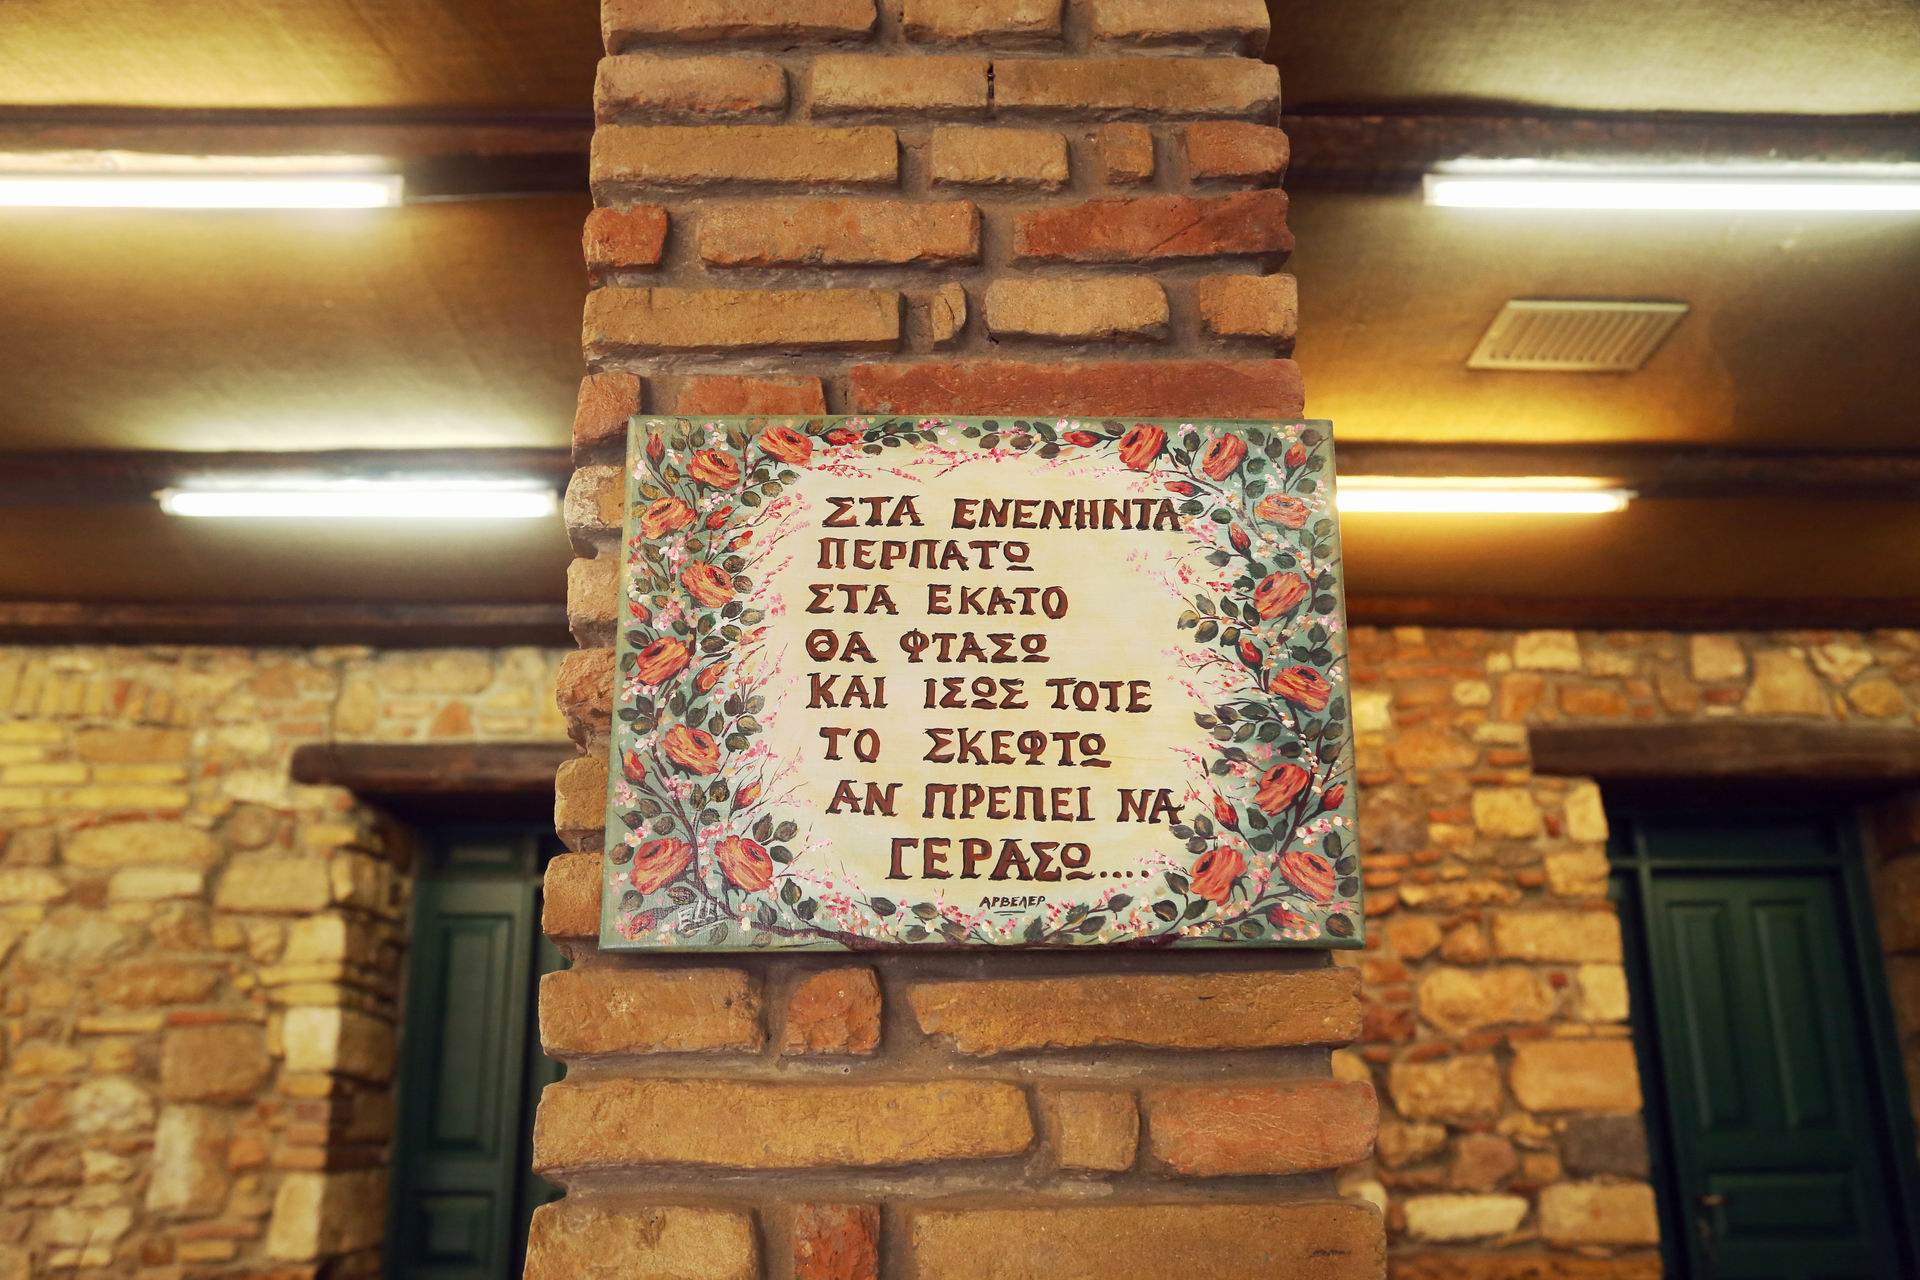 ΣΤΑ ΕΝΕΝΗΝΤΑ
ΠΕΡΠΑΤΩ
ΣΤΑ ΕΚΑΤΟ
ΘΑ ΦΤΑΣΩ
ΚΑΙ ΙΣΩΣ ΤΟΤΕ
ΤΟ ΣΚΕΦΤΩ
ΑΝ ΠΡΕΠΕΙ ΝΑ
ΓΕΡΑΣΩ....
ΑΡΒΕΛΕΡ